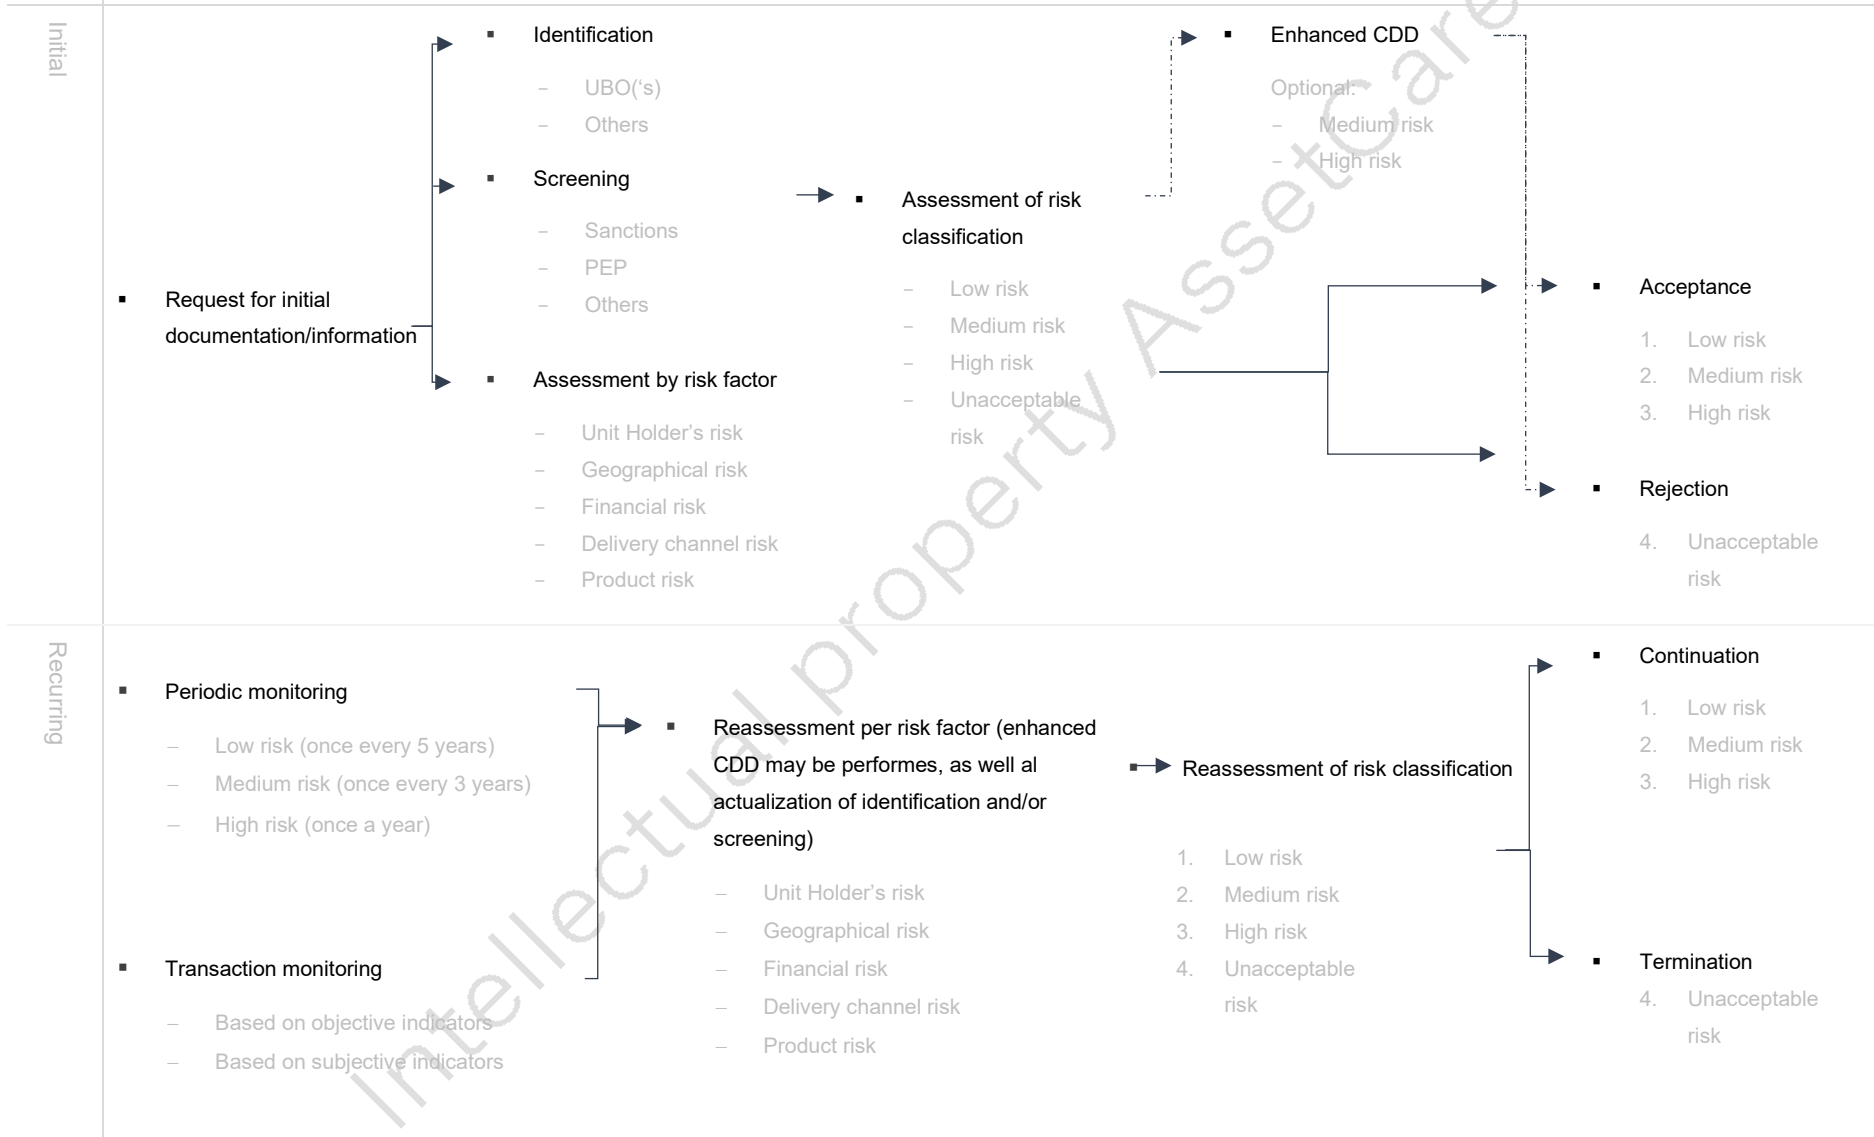 Initial
▪ Request for initial
documentation/information
▪ Identification
– UBO(‘s)
– Others
▪ Screening
– Sanctions
– PEP
– Others
▪ Assessment by risk factor
– Unit Holder’s risk
– Geographical risk
– Financial risk
– Delivery channel risk
– Product risk
▪ Assessment of risk
classification
– Low risk
– Medium risk
– High risk
– Unacceptable
risk
▪ Enhanced CDD
Optional:
– Medium risk
– High risk
▪ Acceptance
1. Low risk
2. Medium risk
3. High risk
▪ Rejection
4. Unacceptable
risk
Recurring
▪ Periodic monitoring
– Low risk (once every 5 years)
– Medium risk (once every 3 years)
– High risk (once a year)
▪ Transaction monitoring
– Based on objective indicators
– Based on subjective indicators
▪ Reassessment per risk factor (enhanced
CDD may be performes, as well al
actualization of identification and/or
screening)
– Unit Holder’s risk
– Geographical risk
– Financial risk
– Delivery channel risk
– Product risk
▪ Reassessment of risk classification
1. Low risk
2. Medium risk
3. High risk
4. Unacceptable
risk
▪ Continuation
1. Low risk
2. Medium risk
3. High risk
▪ Termination
4. Unacceptable
risk
Intellectual property AssetCare